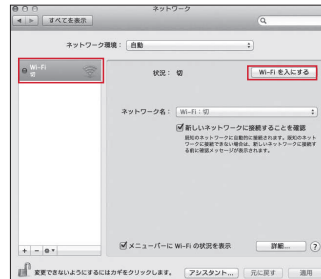 ネットワーク
すべてを表示
ネットワーク環境： 自動
Wi-Fi
切
状況： 切
Wi-Fi を入にする
ネットワーク名： Wi-Fi：切
新しいネットワークに接続することを確認
既知のネットワークに自動的に接続されます。既知のネット
ワークに接続できない場合は、新しいネットワークに接続す
る前に確認メッセージが表示されます。
メニューバーに Wi-Fi の状況を表示
詳細...
?
+ −
変更できないようにするにはカギをクリックします。
アシスタント...
元に戻す
適用